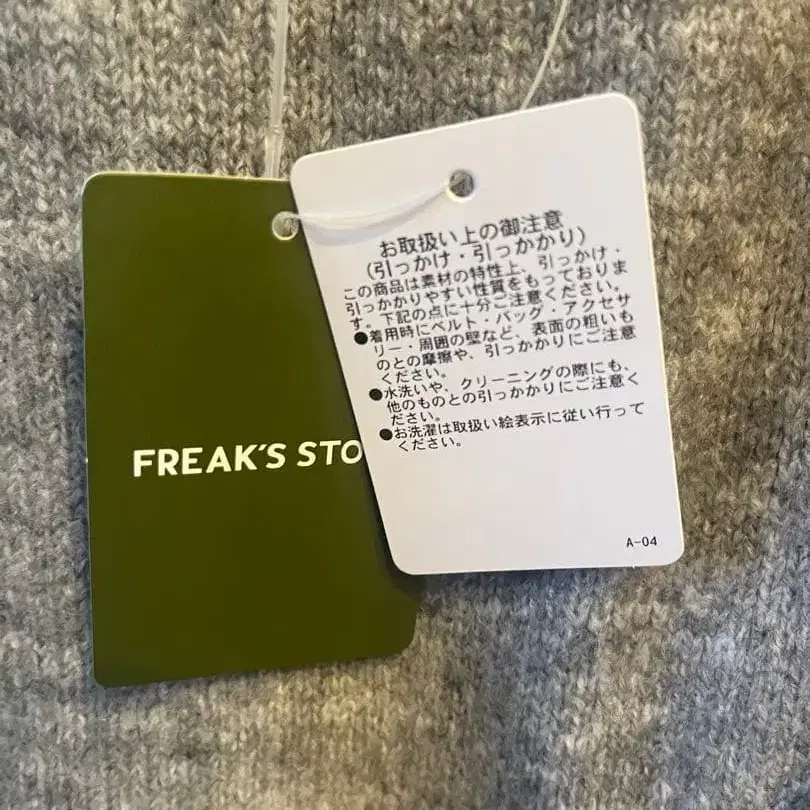 FREAK'S STO
お取扱い上の御注意
(引っかけ・引っかかり)
この商品は素材の特性上、引っかけ・
引っかかりやすい性質をもっておりま
す。下記の点に十分ご注意ください。
●着用時にベルト・バッグ・アクセサ
リー・周囲の壁など、表面の粗いも
のとの摩擦や、引っかかりにご注意
ください。
●水洗いや、クリーニングの際にも、
他のものとの引っかかりにご注意く
ださい。
●お洗濯は取扱い絵表示に従い行って
ください。
A-04